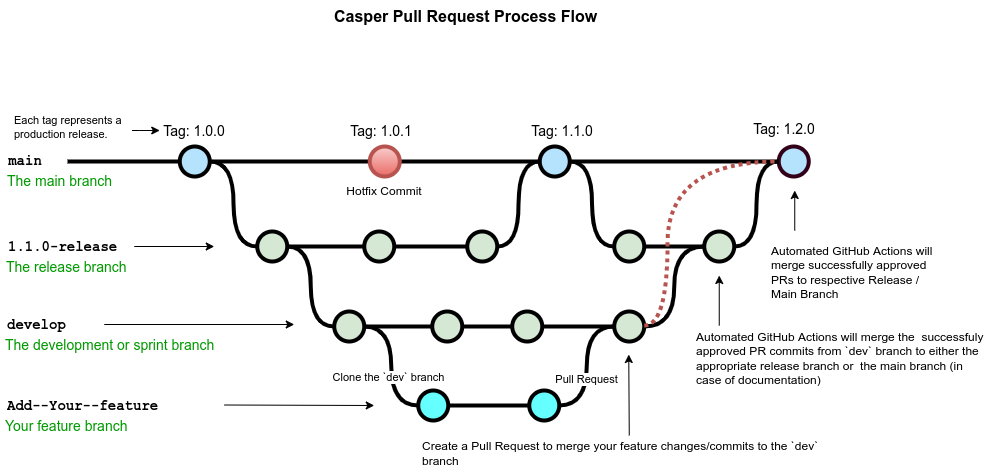 Casper Pull Request Process Flow
Each tag represents a
production release.
Tag: 1.0.0
Tag: 1.0.1
Tag: 1.1.0
Tag: 1.2.0
main
The main branch
Hotfix Commit
1.1.0-release
The release branch
Automated GitHub Actions will
merge successfully approved
PRs to respective Release /
Main Branch
develop
The development or sprint branch
Automated GitHub Actions will merge the  successfuly
approved PR commits from `dev` branch to either the
appropriate release branch or  the main branch (in
case of documentation)
Clone the `dev` branch
Pull Request
Add--Your--feature
Your feature branch
Create a Pull Request to merge your feature changes/commits to the `dev`
branch